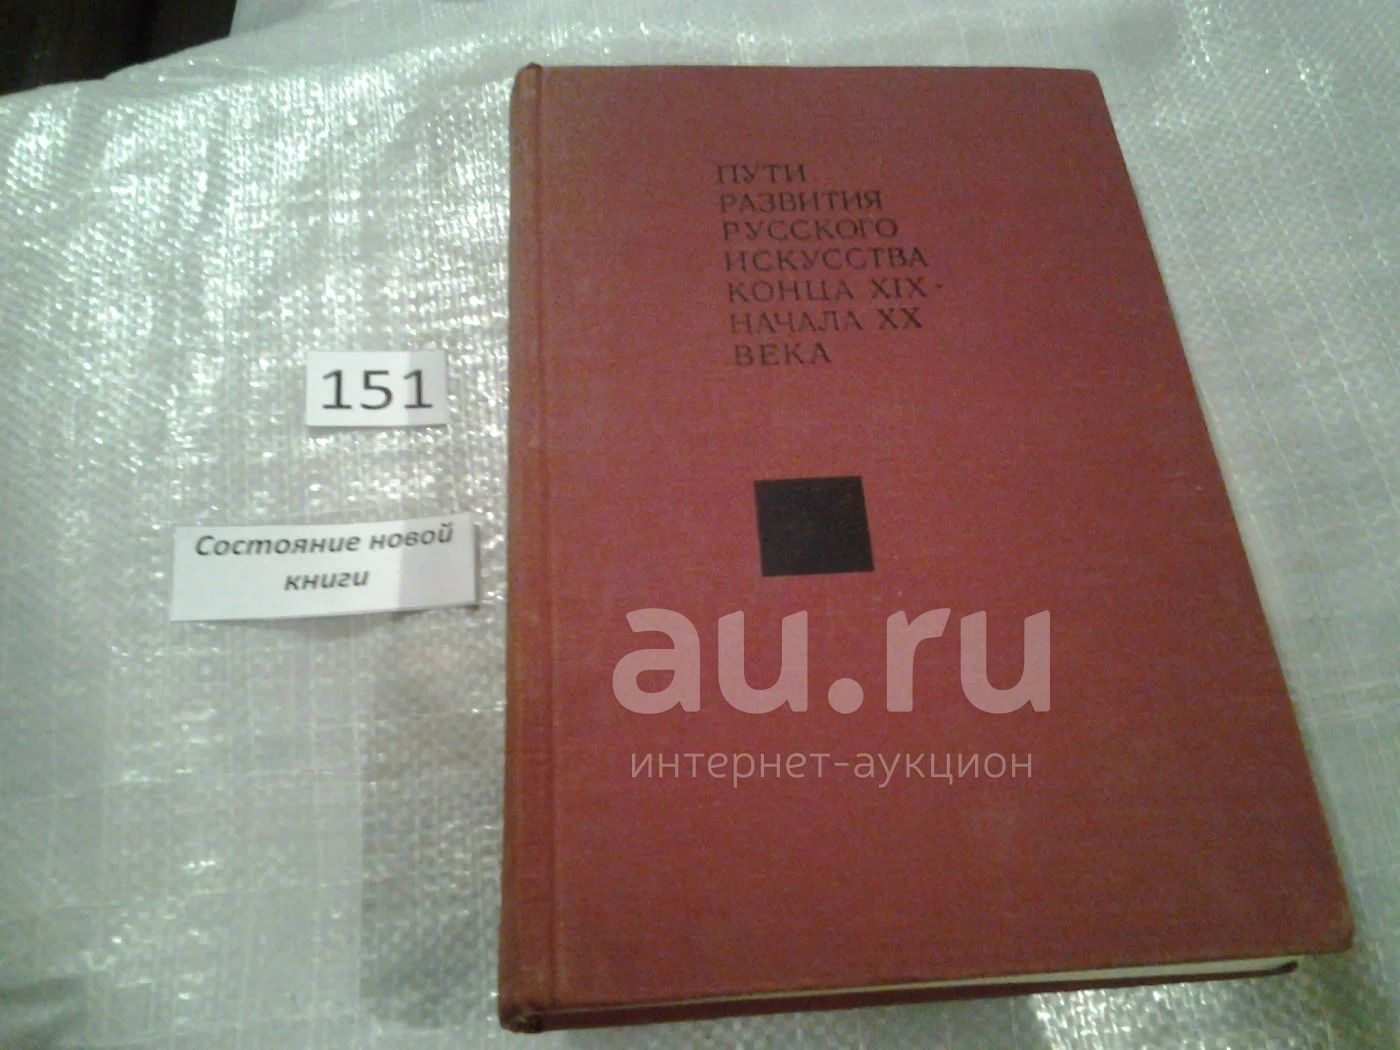 ПУТИ
РАЗВИТИЯ
РУССКОГО
ИСКУССТВА
КОНЦА XIX-
НАЧАЛА XX
ВЕКА
151
Состояние новой
книги
au.ru
интернет-аукцион